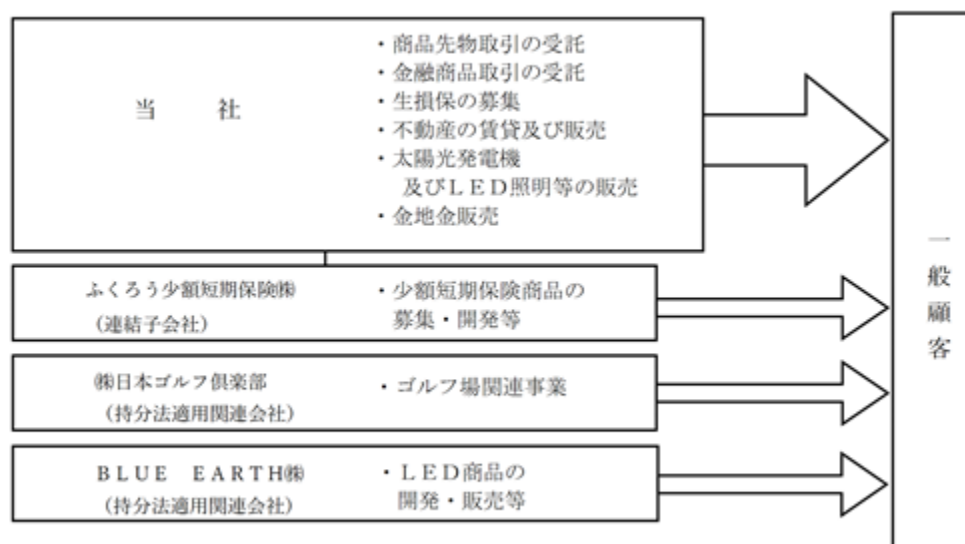 当　　社
・商品先物取引の受託
・金融商品取引の受託
・生損保の募集
・不動産の賃貸及び販売
・太陽光発電機
及びＬＥＤ照明等の販売
・金地金販売
ふくろう少額短期保険㈱
（連結子会社）
・少額短期保険商品の
募集・開発等
㈱日本ゴルフ倶楽部
（持分法適用関連会社）
・ゴルフ場関連事業
ＢＬＵＥ　ＥＡＲＴＨ㈱
（持分法適用関連会社）
・ＬＥＤ商品の
開発・販売等
一般顧客